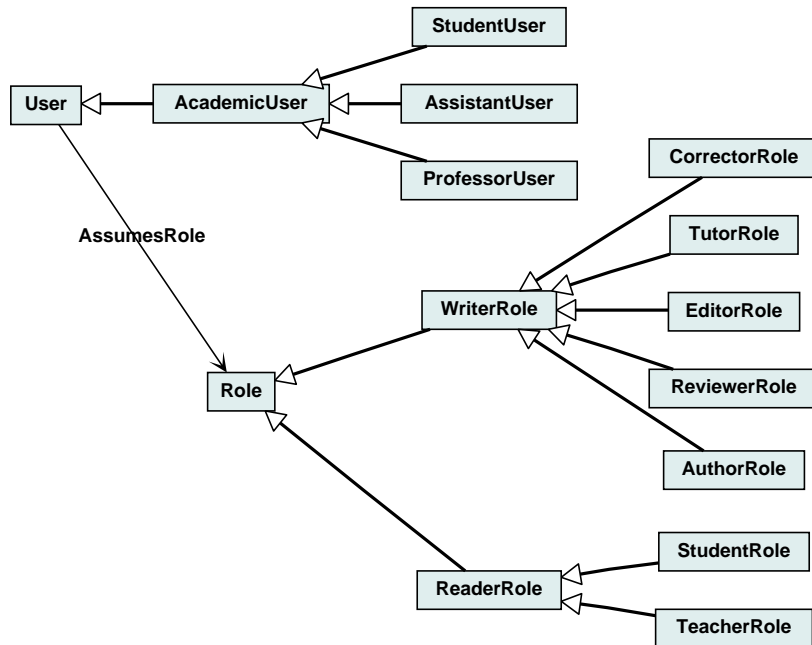 StudentUser
User
AcademicUser
AssistantUser
ProfessorUser
CorrectorRole
AssumesRole
TutorRole
WriterRole
EditorRole
Role
ReviewerRole
AuthorRole
StudentRole
ReaderRole
TeacherRole